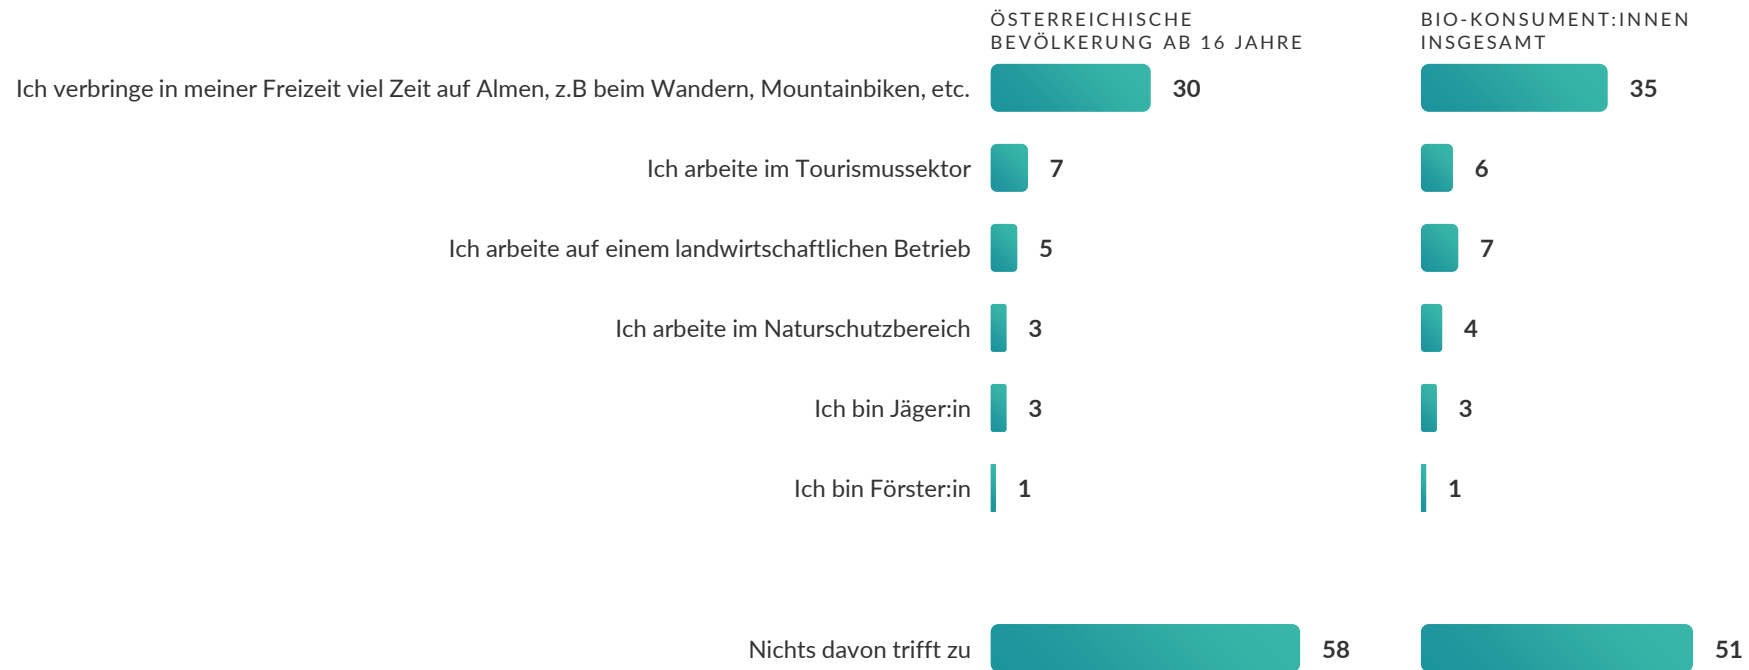 ÖSTERREICHISCHE
BEVÖLKERUNG AB 16 JAHRE
BIO-KONSUMENT:INNEN
INSGESAMT
Ich verbringe in meiner Freizeit viel Zeit auf Almen, z.B beim Wandern, Mountainbiken, etc. 30 35
Ich arbeite im Tourismussektor 7 6
Ich arbeite auf einem landwirtschaftlichen Betrieb 5 7
Ich arbeite im Naturschutzbereich 3 4
Ich bin Jäger:in 3 3
Ich bin Förster:in 1 1
Nichts davon trifft zu 58 51